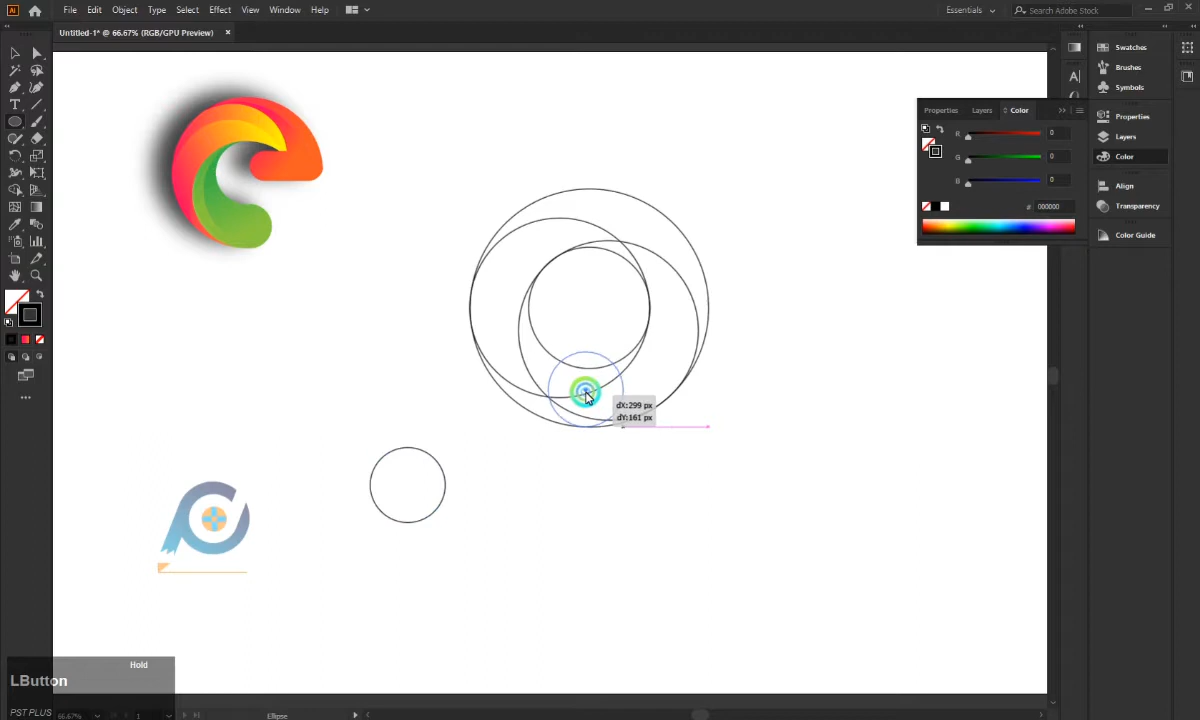 Ai File Edit Object Type Select Effect View Window Help Essentials Search Adobe Stock
Untitled-1* @ 66.67% (RGB/GPU Preview) ×
Properties Layers Color
R 0
G 0
B 0
# 000000
Swatches
Brushes
Symbols
Properties
Layers
Color
Align
Transparency
Color Guide
dX:299 px
dY:161 px
Hold
LButton
PST PLUS 66.67% 1 Ellipse